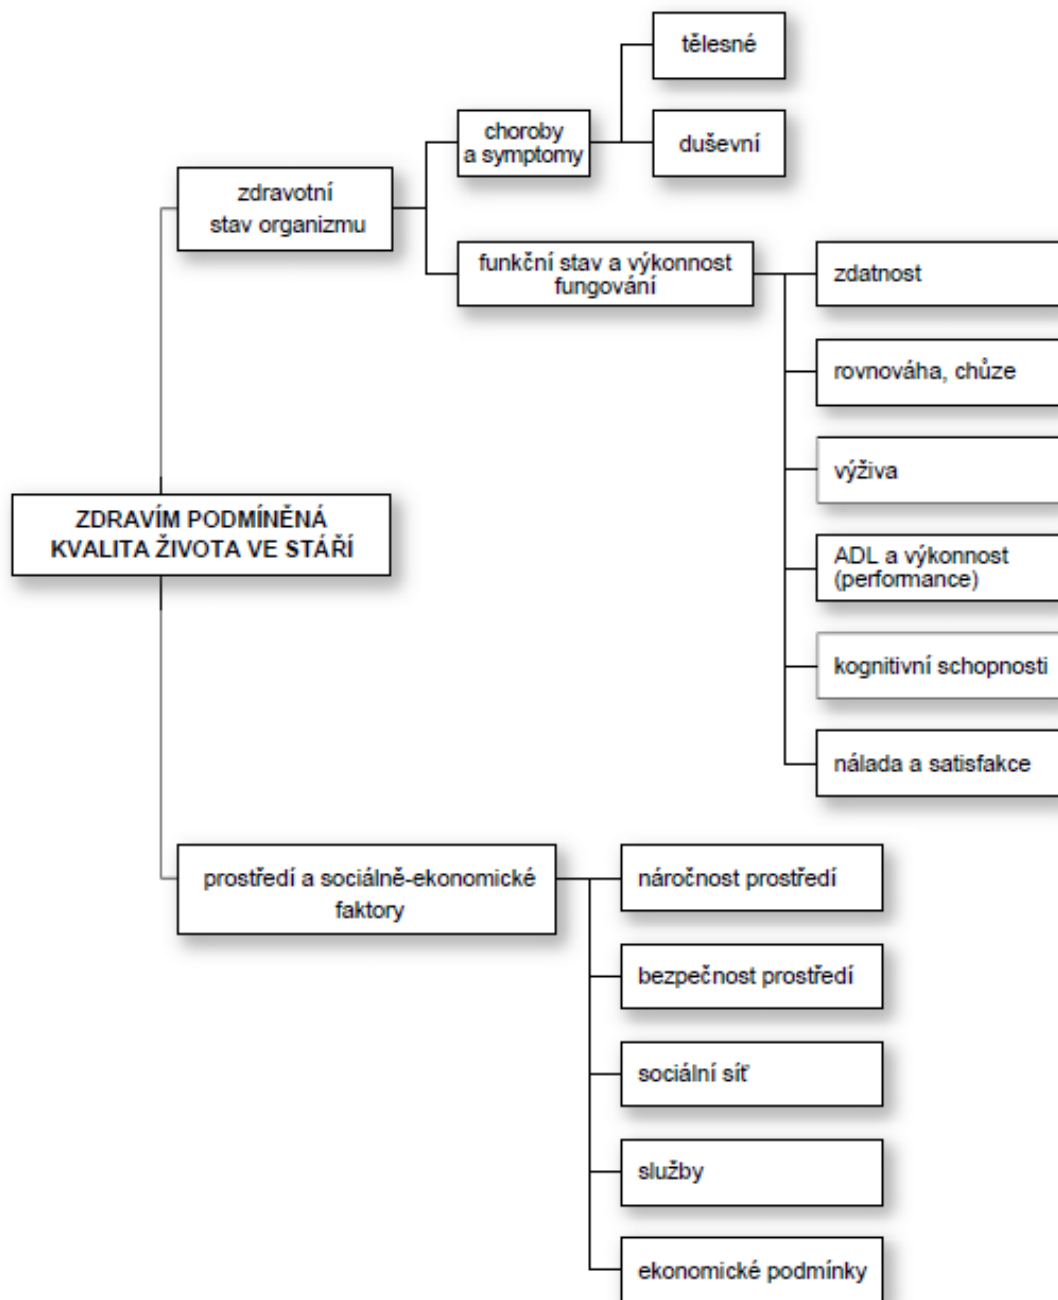 tělesné
choroby
a symptomy
duševní
zdravotní
stav organizmu
funkční stav a výkonnost
fungování
zdatnost
rovnováha, chůze
výživa
ZDRAVÍM PODMÍNĚNÁ
KVALITA ŽIVOTA VE STÁŘÍ
ADL a výkonnost
(performance)
kognitivní schopnosti
nálada a satisfakce
prostředí a sociálně-ekonomické
faktory
náročnost prostředí
bezpečnost prostředí
sociální síť
služby
ekonomické podmínky